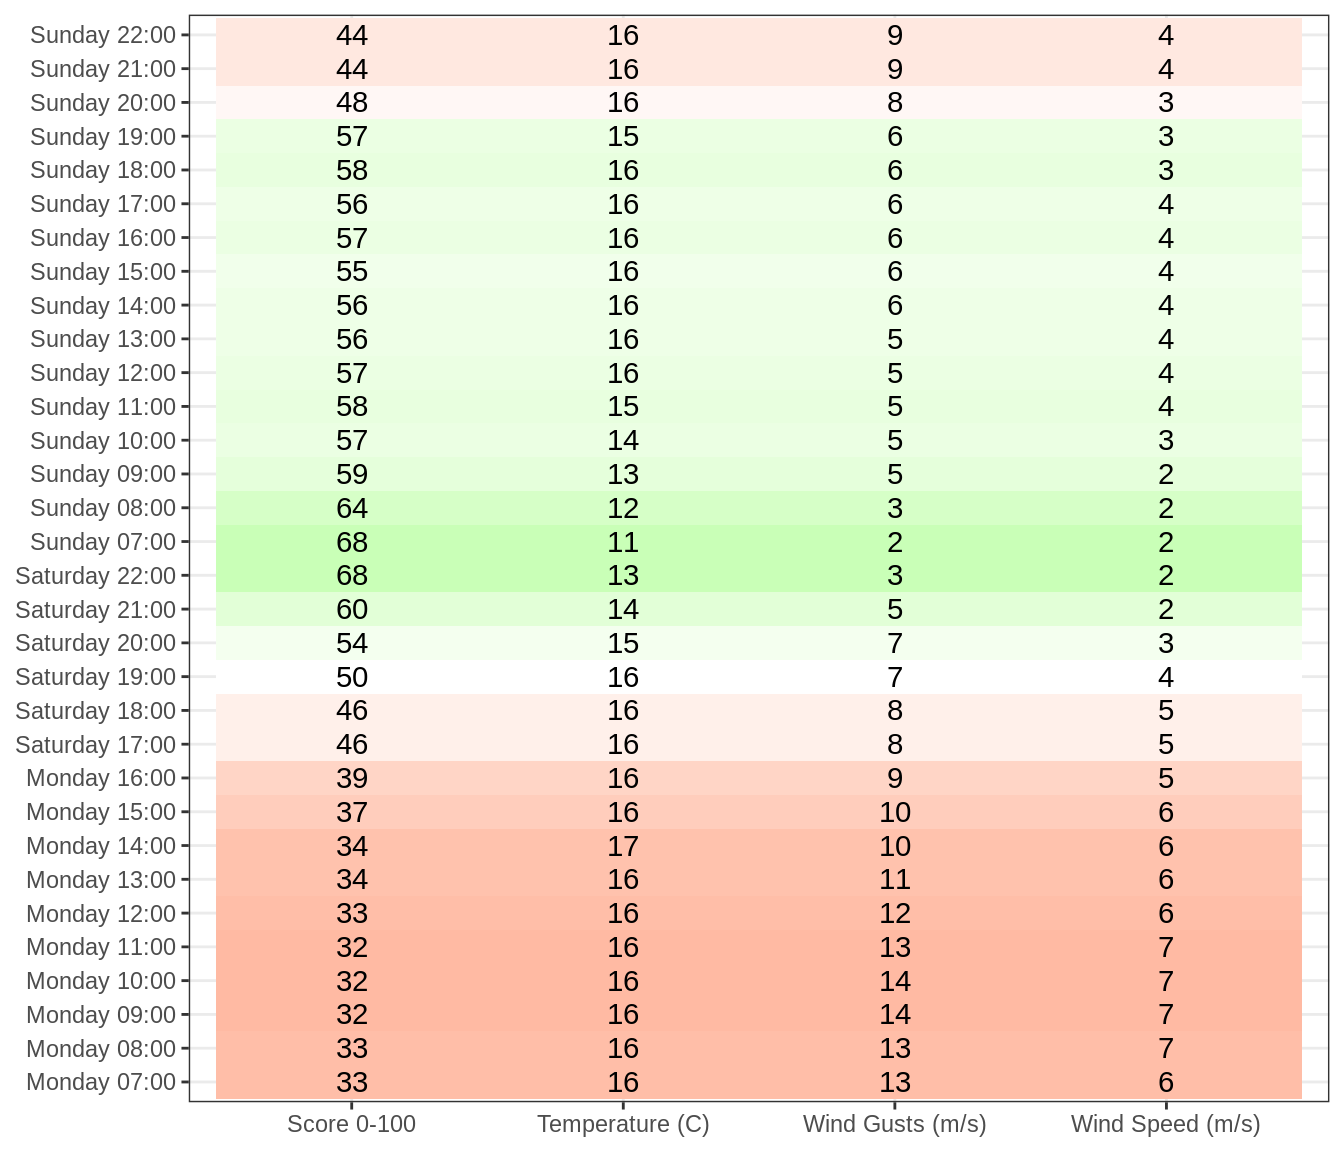 Sunday 22:00 44 16 9 4
Sunday 21:00 44 16 9 4
Sunday 20:00 48 16 8 3
Sunday 19:00 57 15 6 3
Sunday 18:00 58 16 6 3
Sunday 17:00 56 16 6 4
Sunday 16:00 57 16 6 4
Sunday 15:00 55 16 6 4
Sunday 14:00 56 16 6 4
Sunday 13:00 56 16 5 4
Sunday 12:00 57 16 5 4
Sunday 11:00 58 15 5 4
Sunday 10:00 57 14 5 3
Sunday 09:00 59 13 5 2
Sunday 08:00 64 12 3 2
Sunday 07:00 68 11 2 2
Saturday 22:00 68 13 3 2
Saturday 21:00 60 14 5 2
Saturday 20:00 54 15 7 3
Saturday 19:00 50 16 7 4
Saturday 18:00 46 16 8 5
Saturday 17:00 46 16 8 5
Monday 16:00 39 16 9 5
Monday 15:00 37 16 10 6
Monday 14:00 34 17 10 6
Monday 13:00 34 16 11 6
Monday 12:00 33 16 12 6
Monday 11:00 32 16 13 7
Monday 10:00 32 16 14 7
Monday 09:00 32 16 14 7
Monday 08:00 33 16 13 7
Monday 07:00 33 16 13 6
Score 0-100 Temperature (C) Wind Gusts (m/s) Wind Speed (m/s)